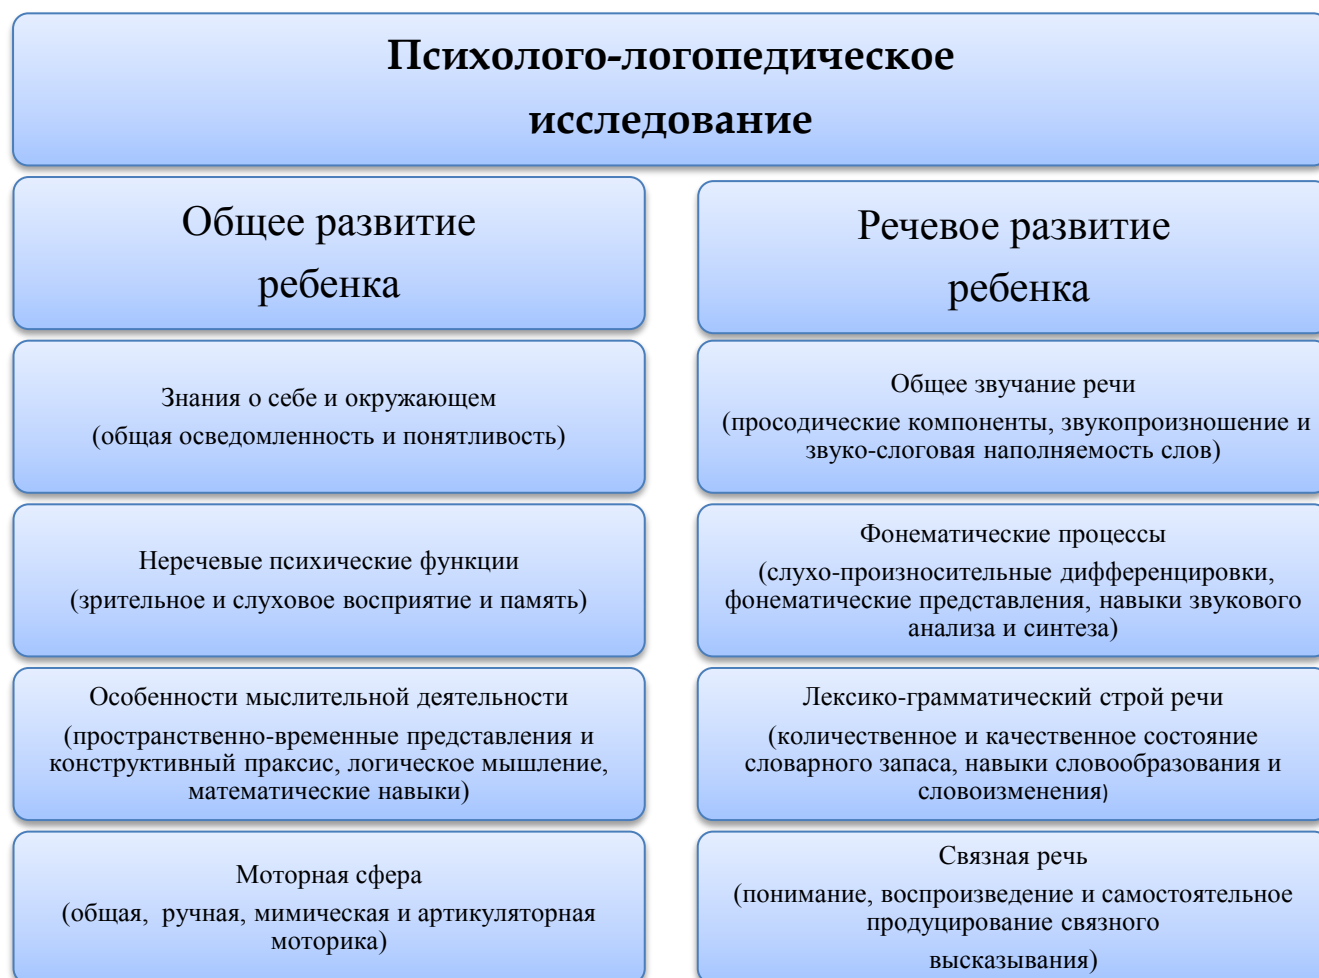 Психолого-логопедическое
исследование
Общее развитие
ребенка
Знания о себе и окружающем
(общая осведомленность и понятливость)
Неречевые психические функции
(зрительное и слуховое восприятие и память)
Особенности мыслительной деятельности
(пространственно-временные представления и
конструктивный праксис, логическое мышление,
математические навыки)
Моторная сфера
(общая, ручная, мимическая и артикуляторная
моторика)
Речевое развитие
ребенка
Общее звучание речи
(просодические компоненты, звукопроизношение и
звуко-слоговая наполняемость слов)
Фонематические процессы
(слухо-произносительные дифференцировки,
фонематические представления, навыки звукового
анализа и синтеза)
Лексико-грамматический строй речи
(количественное и качественное состояние
словарного запаса, навыки словообразования и
словоизменения)
Связная речь
(понимание, воспроизведение и самостоятельное
продуцирование связного
высказывания)